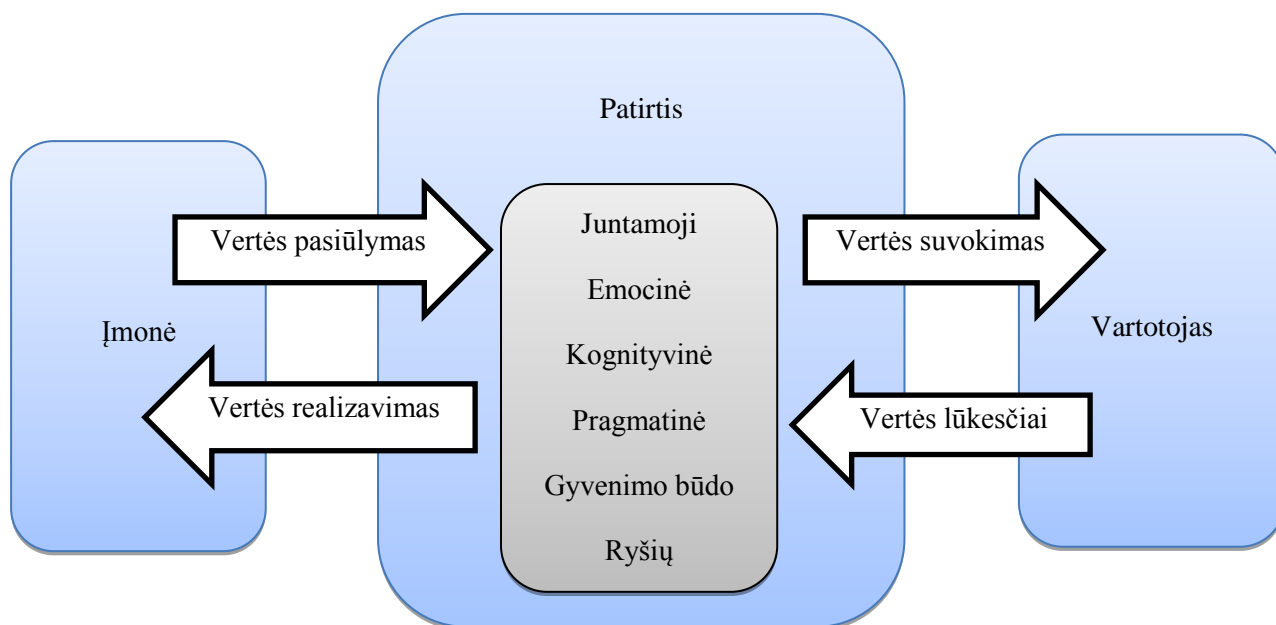 Patirtis
Įmonė
Vertės pasiūlymas
Vertės realizavimas
Juntamoji
Emocinė
Kognityvinė
Pragmatinė
Gyvenimo būdo
Ryšių
Vertės suvokimas
Vertės lūkesčiai
Vartotojas